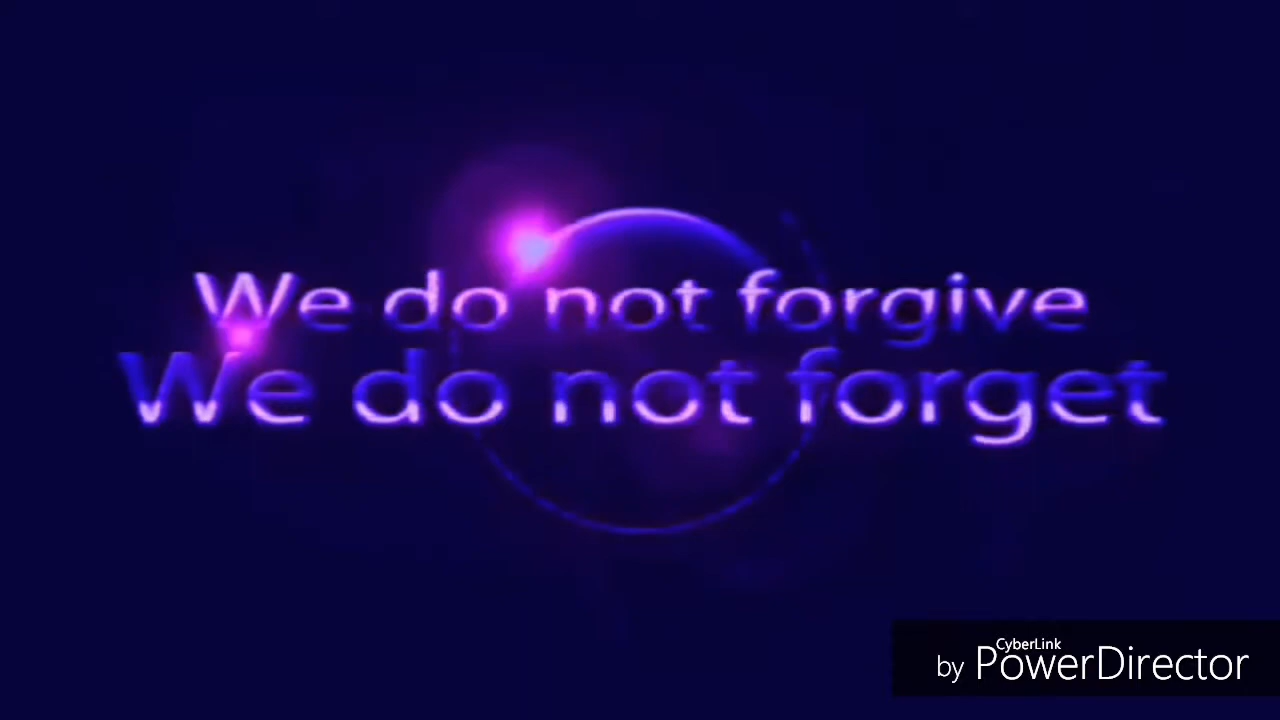 We do not forgive
We do not forget
CyberLink
by PowerDirector